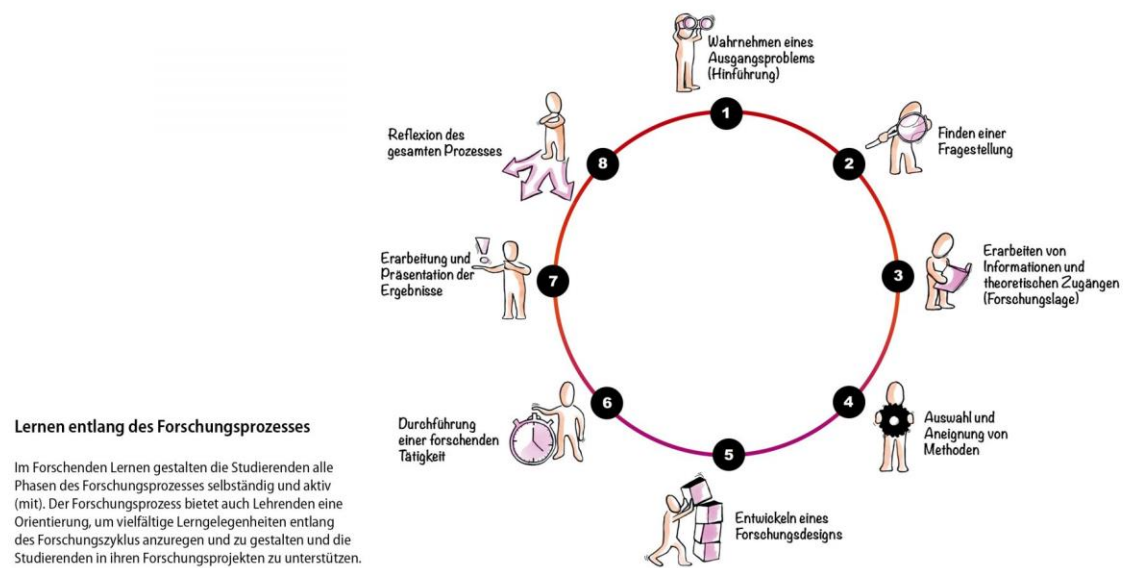 1
Wahrnehmen eines
Ausgangsproblems
(Hinführung)
2
Finden einer
Fragestellung
3
Erarbeiten von
Informationen und
theoretischen Zugängen
(Forschungslage)
4
Auswahl und
Aneignung von
Methoden
5
Entwickeln eines
Forschungsdesigns
6
Durchführung
einer forschenden
Tätigkeit
7
Erarbeitung und
Präsentation der
Ergebnisse
8
Reflexion des
gesamten Prozesses
Lernen entlang des Forschungsprozesses
Im Forschenden Lernen gestalten die Studierenden alle
Phasen des Forschungsprozesses selbständig und aktiv
(mit). Der Forschungsprozess bietet auch Lehrenden eine
Orientierung, um vielfältige Lerngelegenheiten entlang
des Forschungszyklus anzuregen und zu gestalten und die
Studierenden in ihren Forschungsprojekten zu unterstützen.